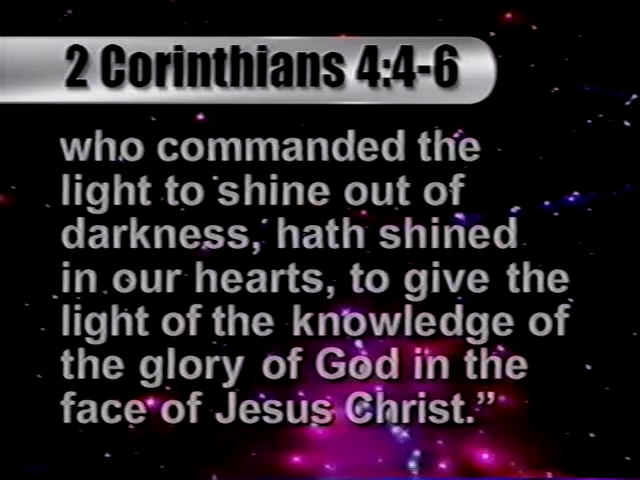 2 Corinthians 4:4-6
who commanded the
light to shine out of
darkness, hath shined
in our hearts, to give the
light of the knowledge of
the glory of God in the
face of Jesus Christ.”